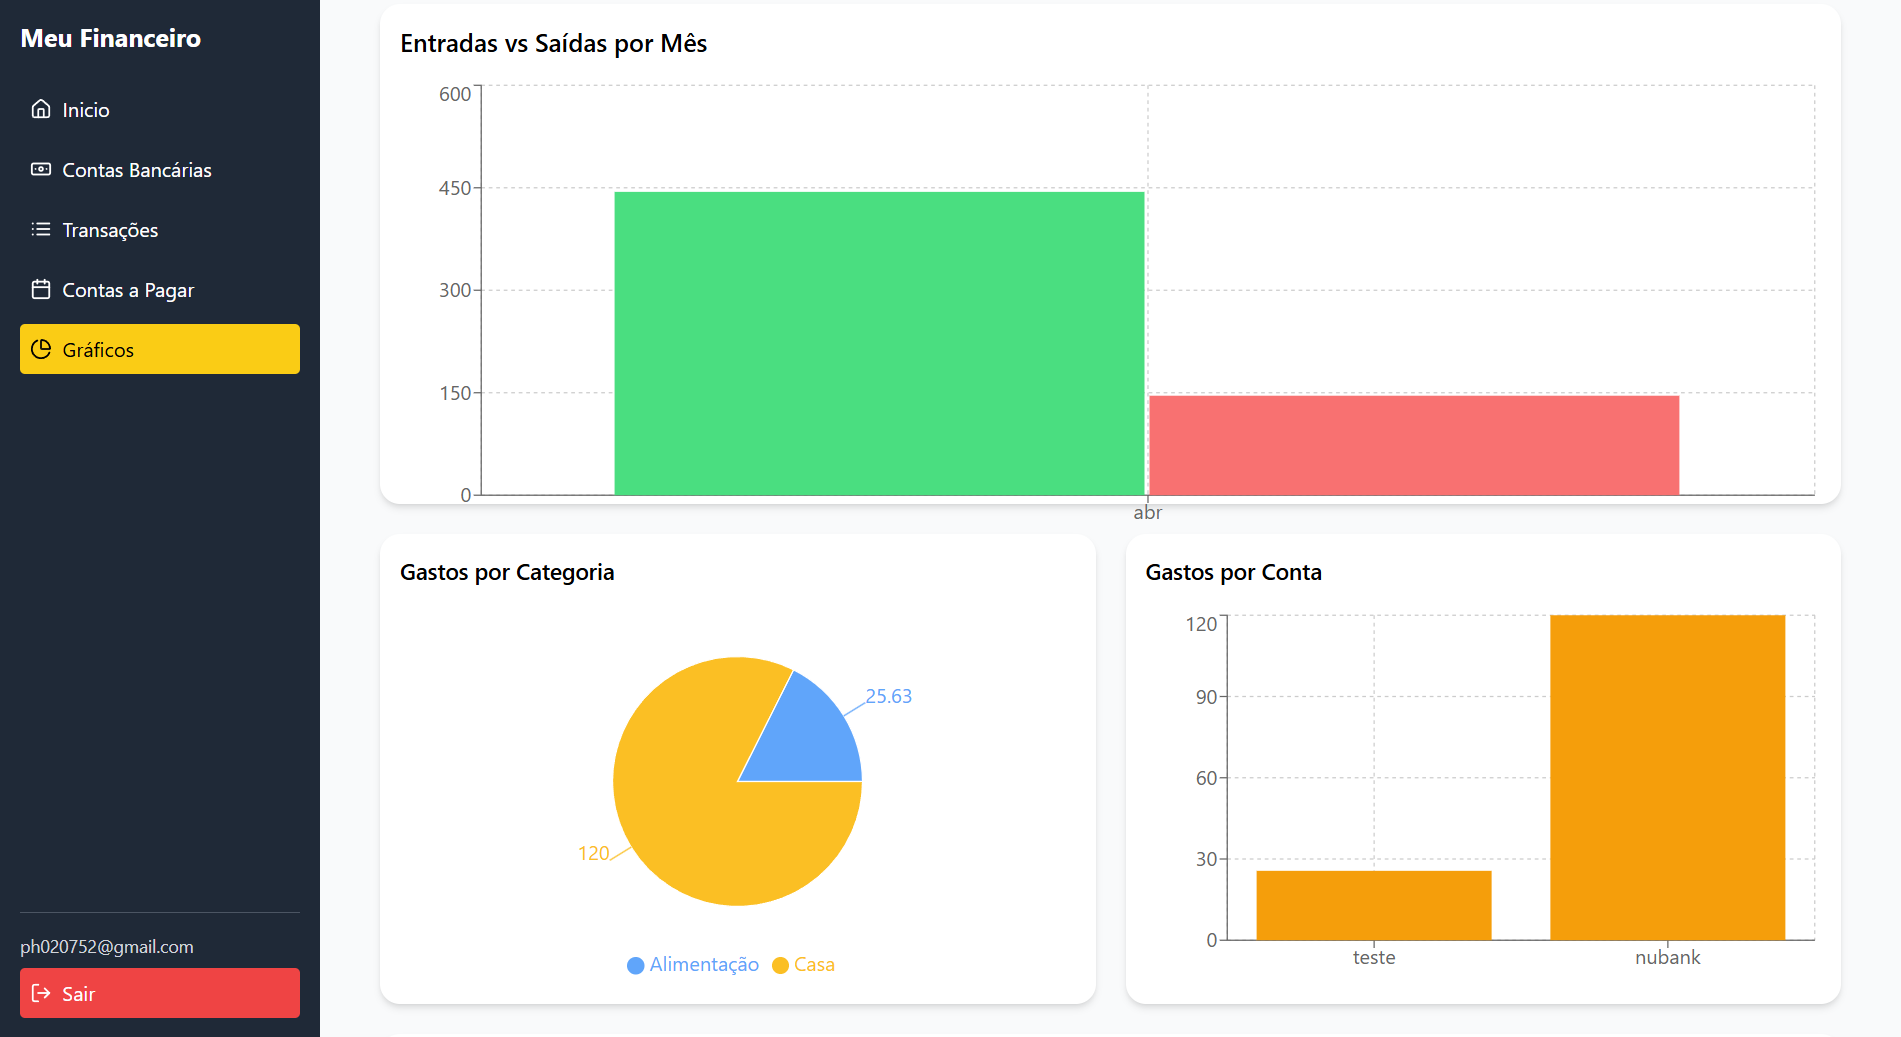 Meu Financeiro
Inicio
Contas Bancárias
Transações
Contas a Pagar
Gráficos
ph020752@gmail.com
Sair
Entradas vs Saídas por Mês
600
450
300
150
0
abr
Gastos por Categoria
25.63
120
Alimentação Casa
Gastos por Conta
120
90
60
30
0
teste nubank